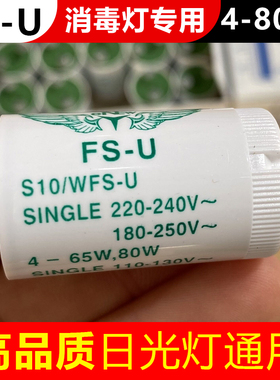 S-U 消毒灯专用 4-80
FS-U
S10/WFS-U
SINGLE 220-240V~
180-250V~
4 - 65W,80W
SINGLE 110-130V~
高品质日光灯通用